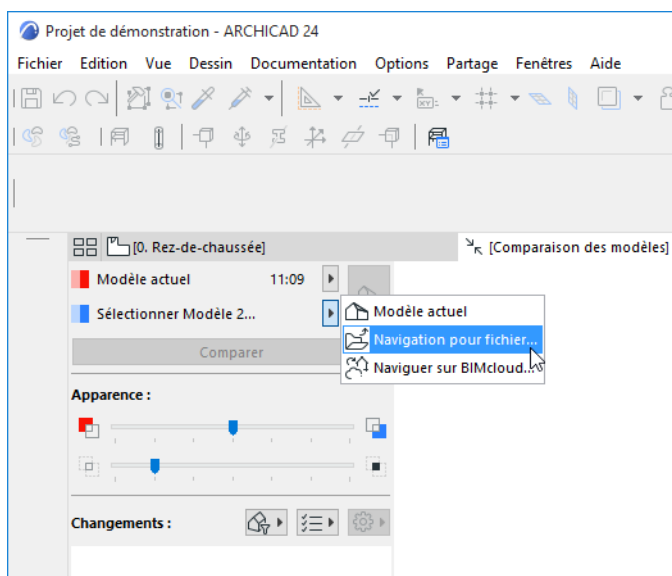 Projet de démonstration - ARCHICAD 24
Fichier Edition Vue Dessin Documentation Options Partage Fenêtres Aide
[0. Rez-de-chaussée] [Comparaison des modèles]
Modèle actuel 11:09
Sélectionner Modèle 2...
Modèle actuel
Navigation pour fichier...
Naviguer sur BIMcloud...
Comparer
Apparence :
Changements :